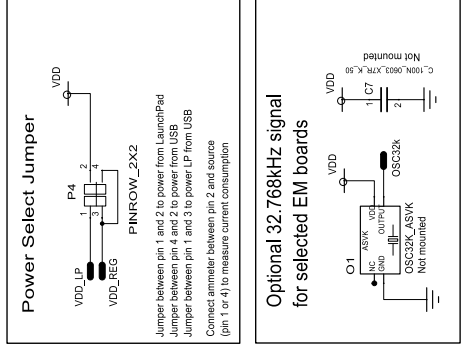 Power Select Jumper
VDD
P4
1
2
3
4
VDD_LP
VDD_REG
PINROW_2X2
Jumper between pin 1 and 2 to power from LaunchPad
Jumper between pin 4 and 2 to power from USB
Jumper between pin 1 and 3 to power LP from USB
Connect ammeter between pin 2 and source
(pin 1 or 4) to measure current consumption
Optional 32.768kHz signal
for selected EM boards
VDD
O1
ASVK
NC
VDD
GND
OUTPUT
OSC32K_ASVK
Not mounted
OSC32k
VDD
C7
1
2
C_100N_0603_X7R_K_50
Not mounted